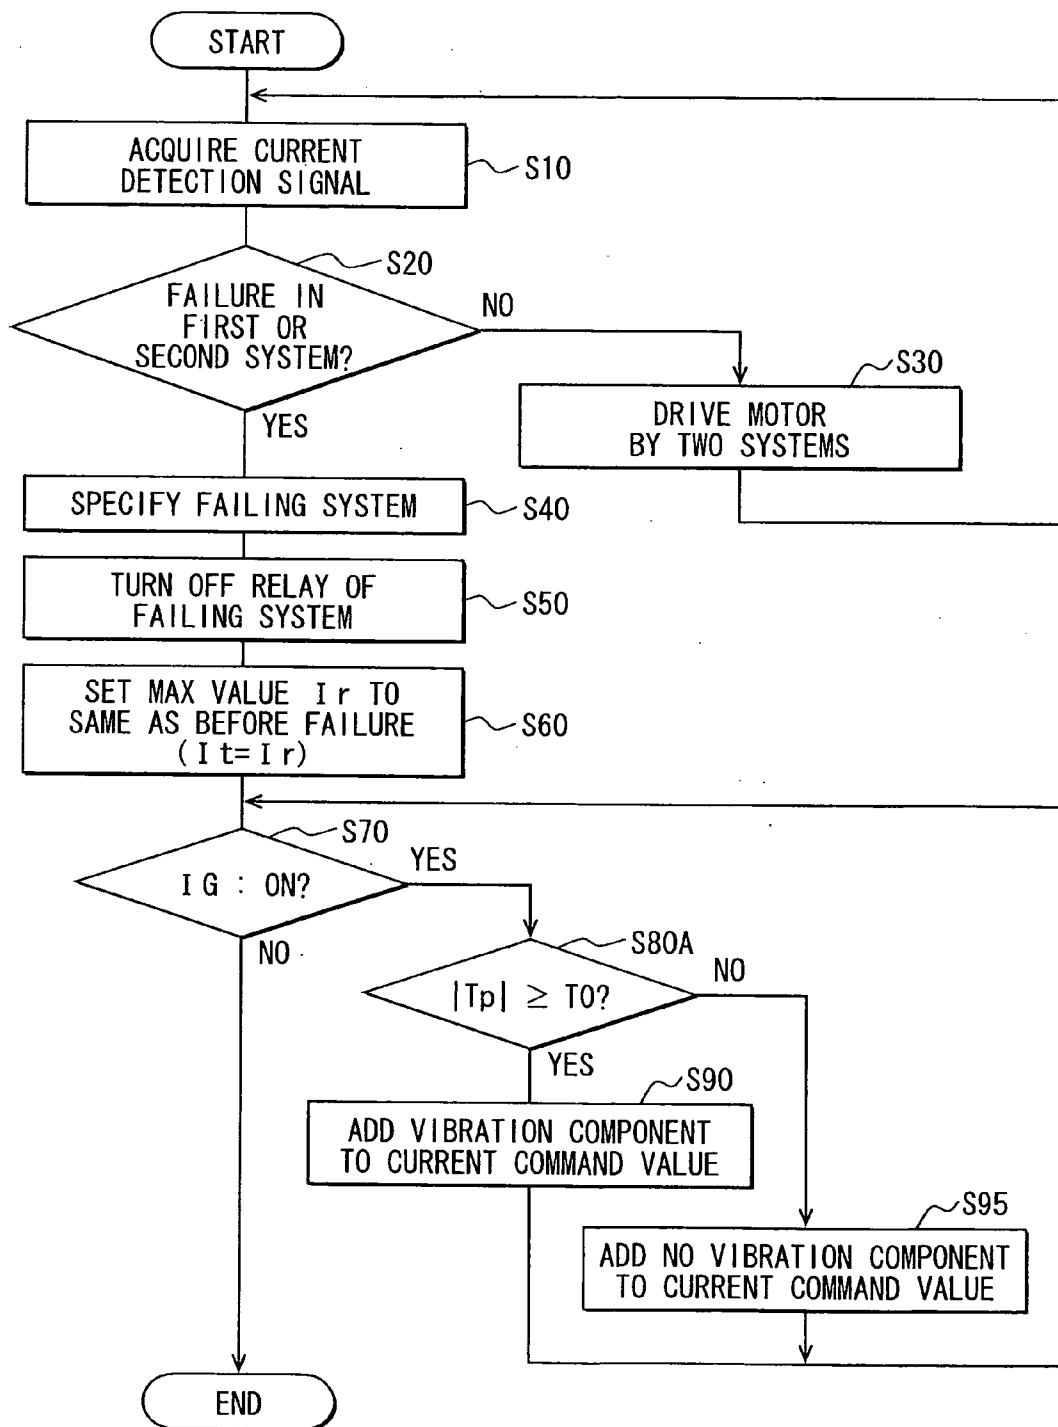 START
ACQUIRE CURRENT
DETECTION SIGNAL
S10
S20
FAILURE IN
FIRST OR
SECOND SYSTEM?
NO
YES
S30
DRIVE MOTOR
BY TWO SYSTEMS
SPECIFY FAILING SYSTEM
S40
TURN OFF RELAY OF
FAILING SYSTEM
S50
SET MAX VALUE Ir TO
SAME AS BEFORE FAILURE
(It=Ir)
S60
S70
IG : ON?
YES
NO
S80A
|Tp| ≥ T0?
NO
YES
S90
ADD VIBRATION COMPONENT
TO CURRENT COMMAND VALUE
S95
ADD NO VIBRATION COMPONENT
TO CURRENT COMMAND VALUE
END